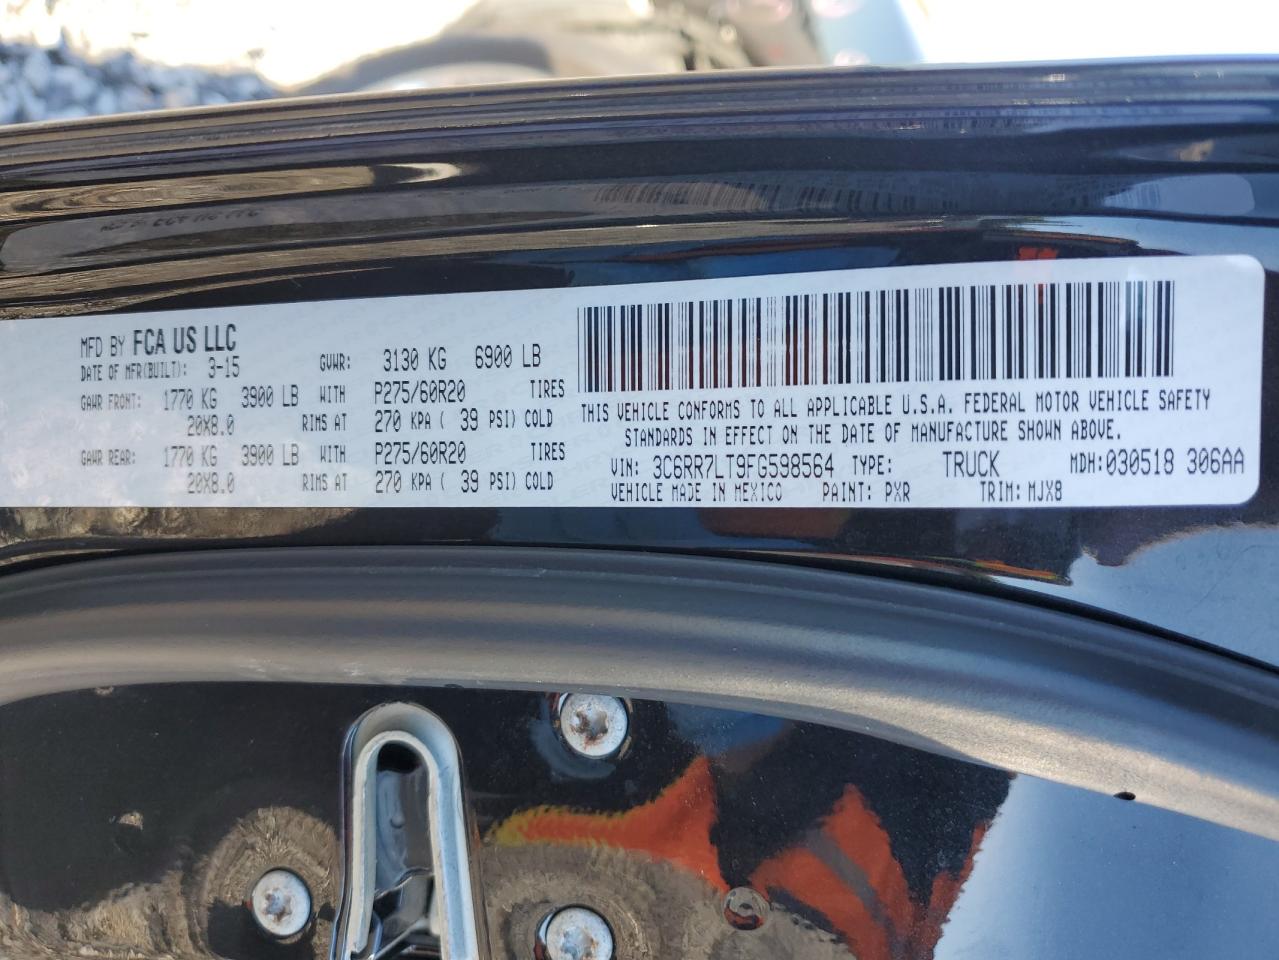 MFD BY FCA US LLC
DATE OF MFR(BUILT): 3-15 GVWR: 3130 KG 6900 LB
GAWR FRONT: 1770 KG 3900 LB WITH P275/60R20 TIRES
20X8.0 RIMS AT 270 KPA ( 39 PSI) COLD
GAWR REAR: 1770 KG 3900 LB WITH P275/60R20 TIRES
20X8.0 RIMS AT 270 KPA ( 39 PSI) COLD
THIS VEHICLE CONFORMS TO ALL APPLICABLE U.S.A. FEDERAL MOTOR VEHICLE SAFETY
STANDARDS IN EFFECT ON THE DATE OF MANUFACTURE SHOWN ABOVE.
VIN: 3C6RR7LT9FG598564 TYPE: TRUCK MDH:030518 306AA
VEHICLE MADE IN MEXICO PAINT: PXR TRIM: MJX8